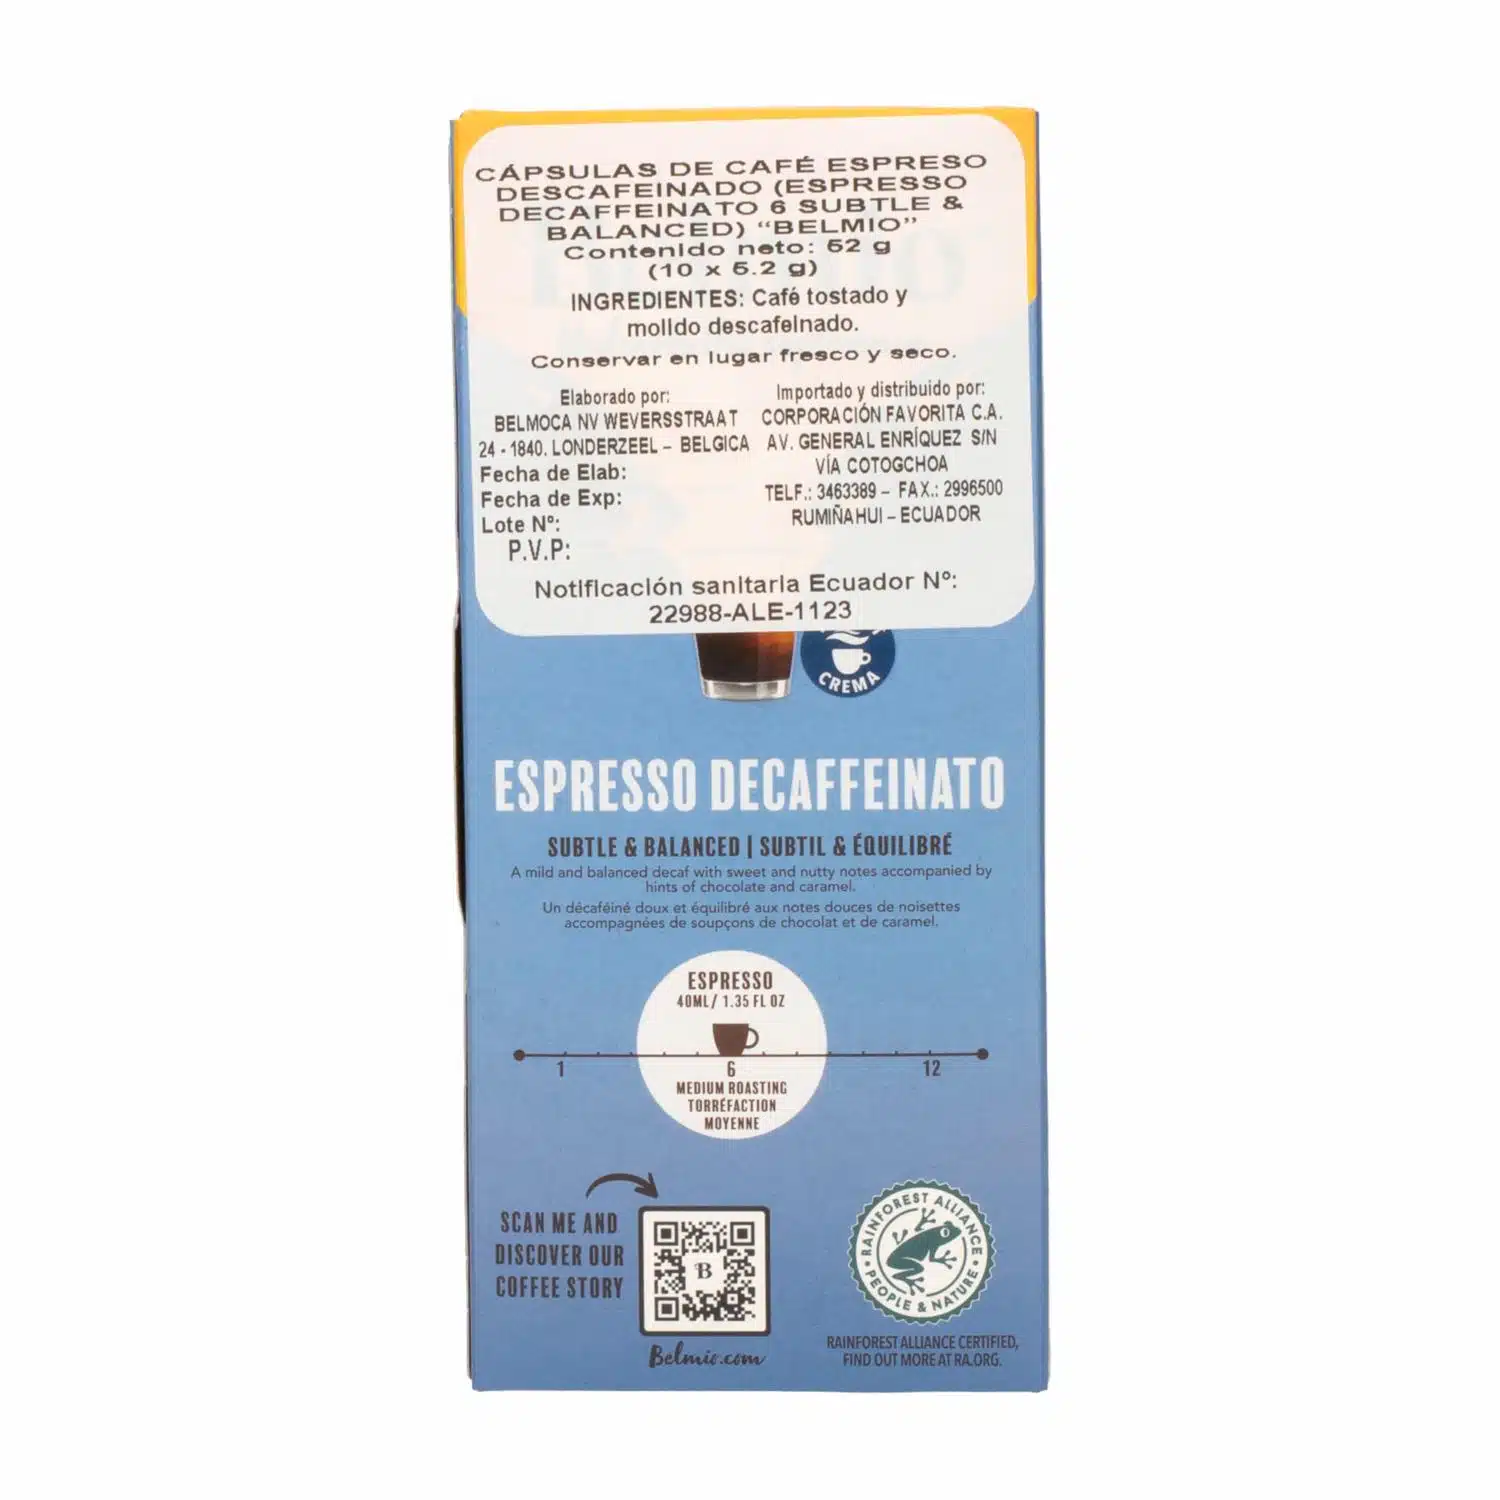 CÁPSULAS DE CAFÉ ESPRESO
DESCAFEINADO (ESPRESSO
DECAFFEINATO 6 SUBTLE &
BALANCED) “BELMIO”
Contenido neto: 52 g
(10 x 5.2 g)
INGREDIENTES: Café tostado y
molido descafeinado.
Conservar en lugar fresco y seco.
Elaborado por:
BELMOCA NV WEVERSSTRAAT
24 - 1840. LONDERZEEL – BELGICA
Fecha de Elab:
Fecha de Exp:
Lote Nº:
P.V.P:
Importado y distribuido por:
CORPORACIÓN FAVORITA C.A.
AV. GENERAL ENRÍQUEZ S/N
VÍA COTOGCHOA
TELF.: 3463389 – FAX.: 2996500
RUMIÑAHUI – ECUADOR
Notificación sanitaria Ecuador Nº:
22988-ALE-1123
CREMA
ESPRESSO DECAFFEINATO
SUBTLE & BALANCED | SUBTIL & ÉQUILIBRÉ
A mild and balanced decaf with sweet and nutty notes accompanied by
hints of chocolate and caramel.
Un décaféiné doux et équilibré aux notes douces de noisettes
accompagnées de soupçons de chocolat et de caramel.
ESPRESSO
40ML/ 1.35 FL OZ
1 6 12
MEDIUM ROASTING
TORRÉFACTION
MOYENNE
SCAN ME AND
DISCOVER OUR
COFFEE STORY
B
Belmio.com
RAINFOREST ALLIANCE
PEOPLE & NATURE
RAINFOREST ALLIANCE CERTIFIED,
FIND OUT MORE AT RA.ORG.